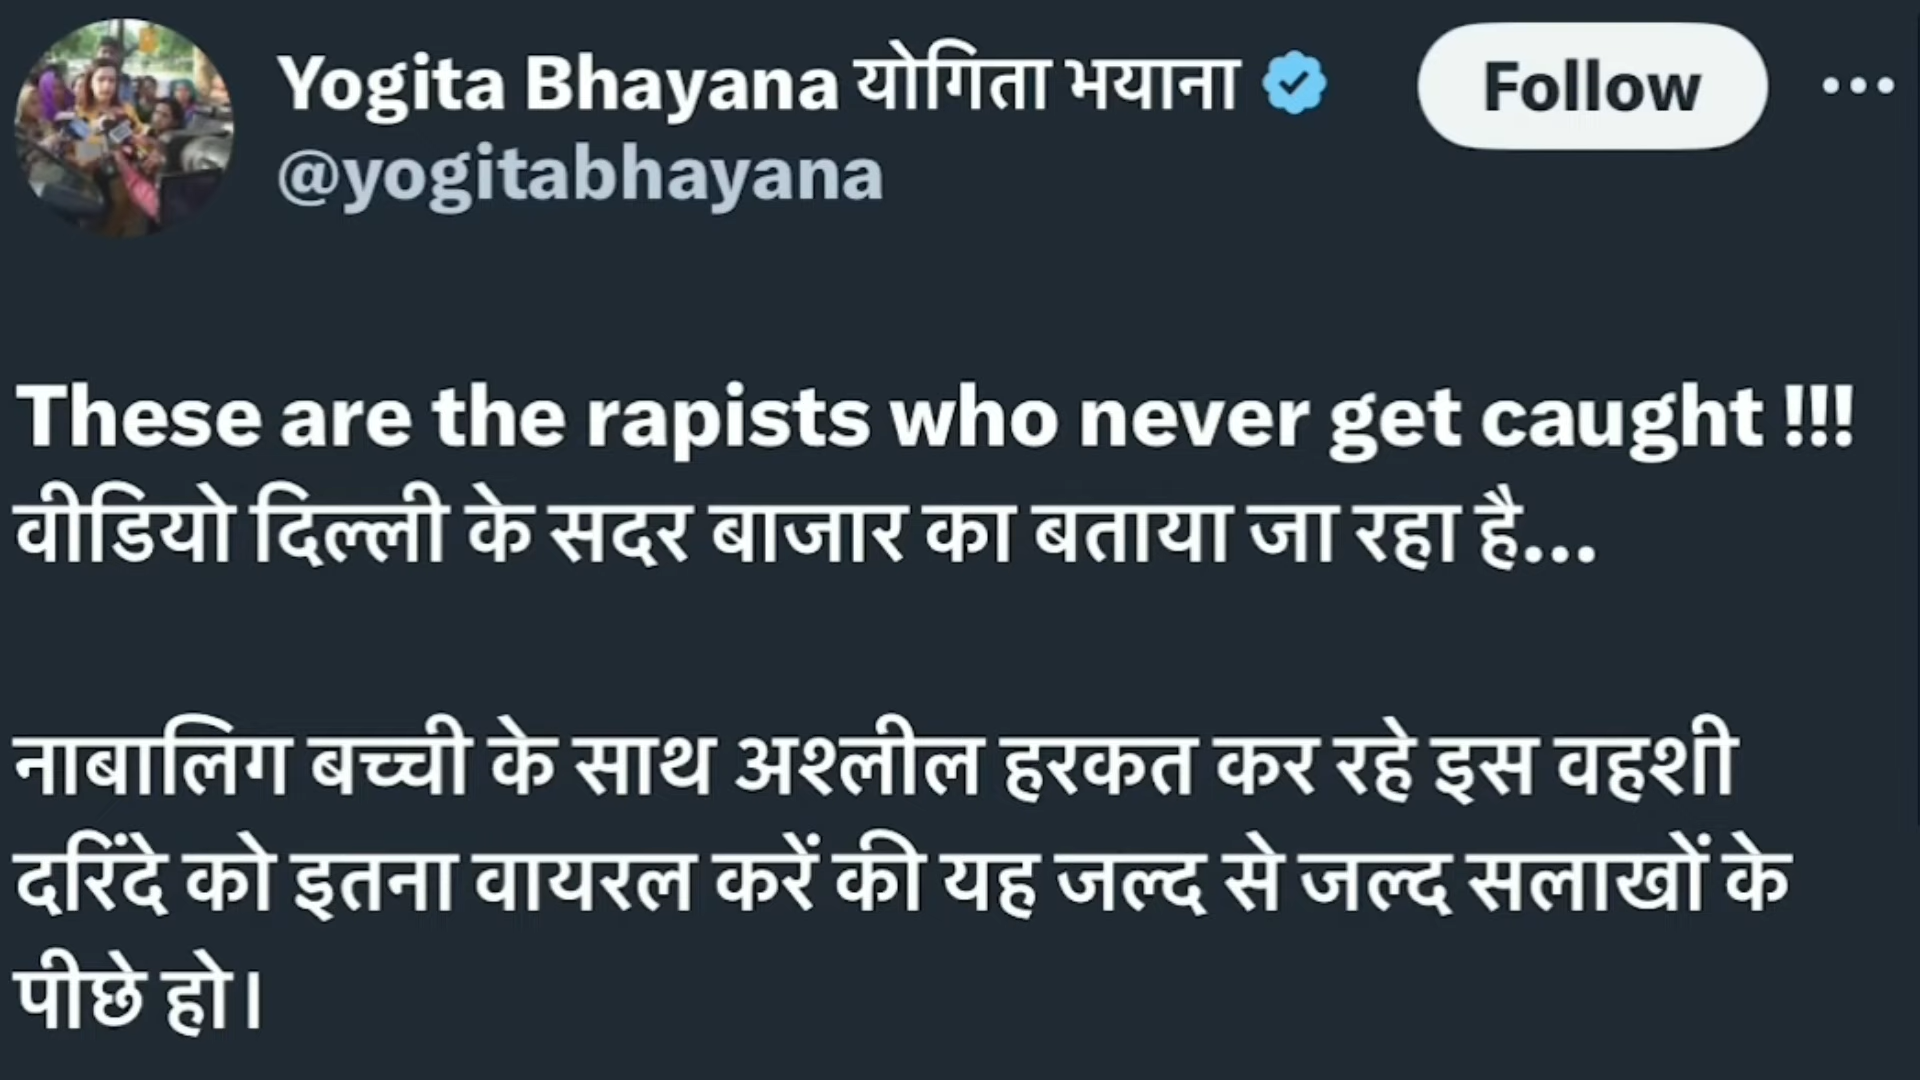 Yogita Bhayana योगिता भयाना
Follow
@yogitabhayana
These are the rapists who never get caught !!!
वीडियो दिल्ली के सदर बाजार का बताया जा रहा है...
नाबालिग बच्ची के साथ अश्लील हरकत कर रहे इस वहशी
दरिंदे को इतना वायरल करें की यह जल्द से जल्द सलाखों के
पीछे हो।